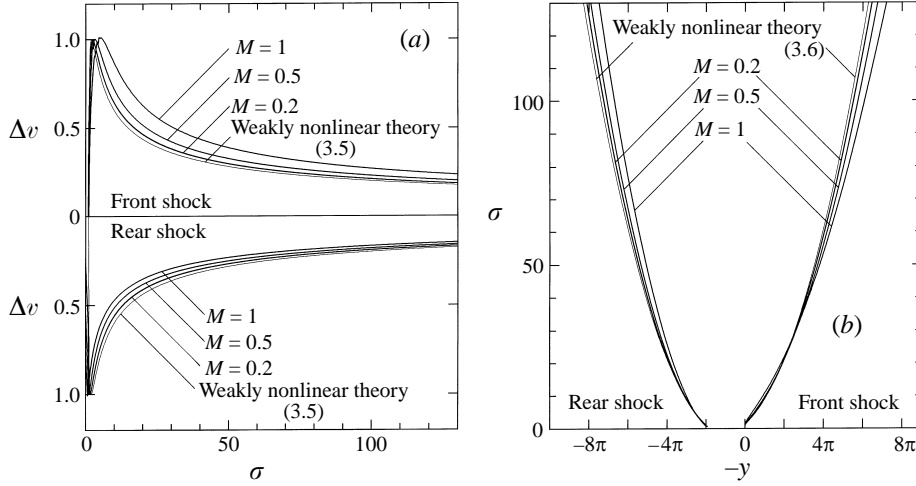 (a)
1.0
M = 1
M = 0.5
Δv
0.5
M = 0.2
Weakly nonlinear theory
(3.5)
Front shock
0
Rear shock
Δv
0.5
M = 1
M = 0.5
M = 0.2
1.0
Weakly nonlinear theory
(3.5)
0 50 100
σ
(b)
Weakly nonlinear theory
(3.6)
100
M = 0.2
M = 0.5
M = 1
σ
50
Rear shock
Front shock
0
−8π −4π 0 4π 8π
−y